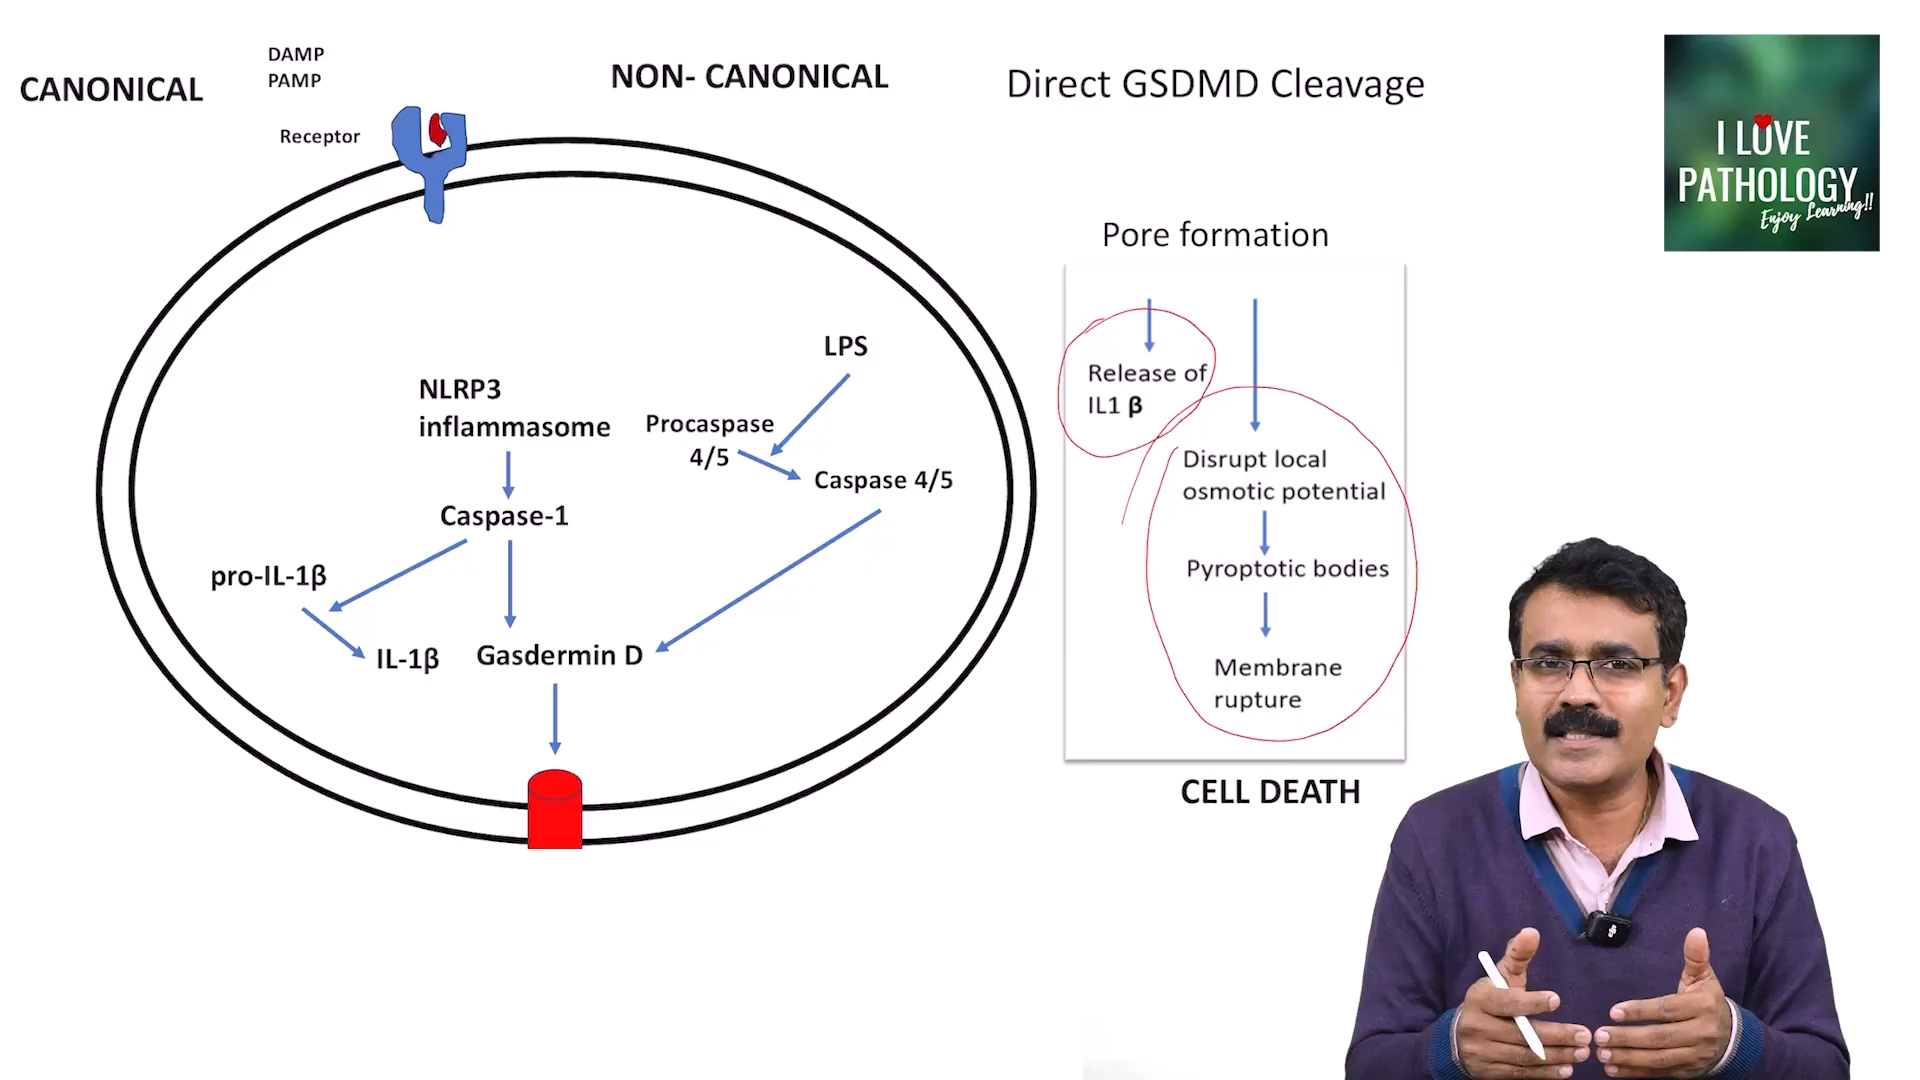 CANONICAL
DAMP
PAMP
Receptor
NON- CANONICAL
Direct GSDMD Cleavage
I LOVE
PATHOLOGY
Enjoy Learning!!
Pore formation
LPS
NLRP3
inflammasome
Procaspase
4/5
Caspase 4/5
Caspase-1
pro-IL-1β
IL-1β
Gasdermin D
Release of
IL1 β
Disrupt local
osmotic potential
Pyroptotic bodies
Membrane
rupture
CELL DEATH